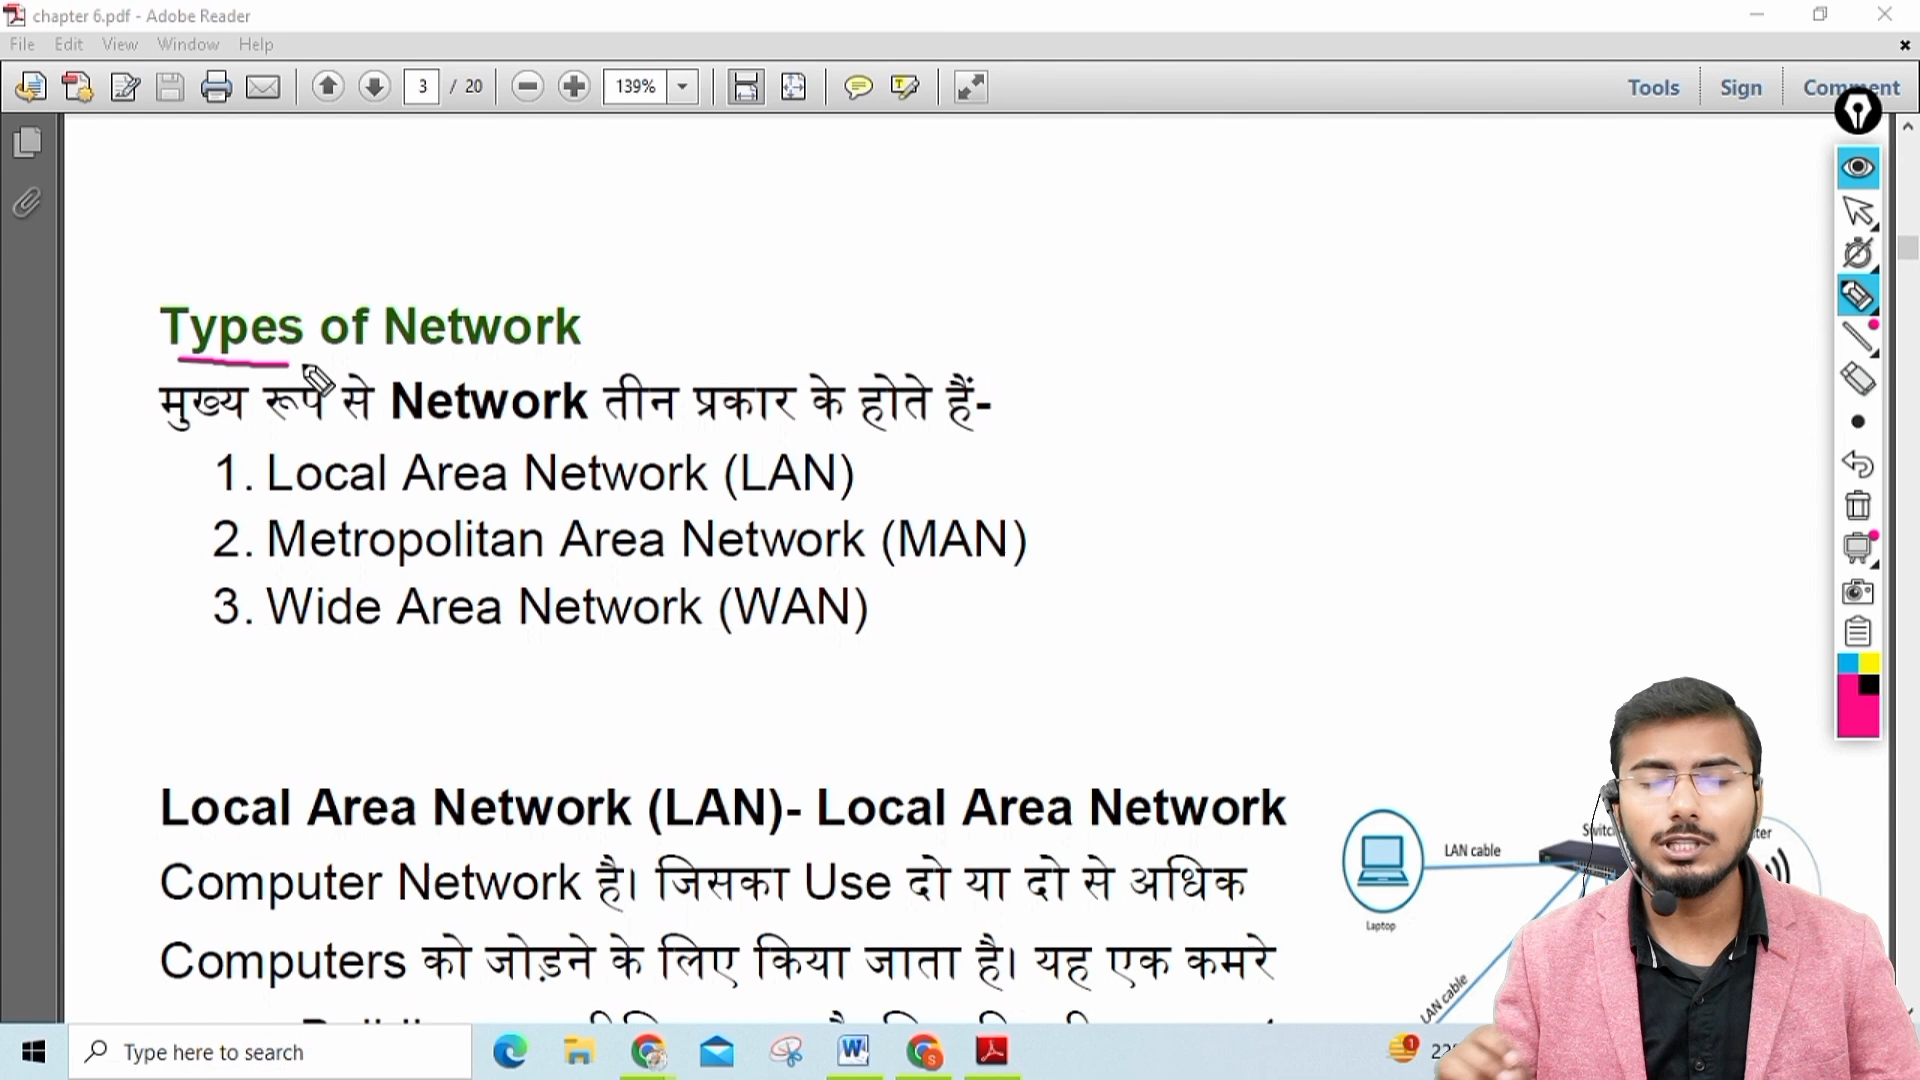 chapter 6.pdf - Adobe Reader
File Edit View Window Help
3 / 20 139% Tools Sign Comment
Types of Network
मुख्य रूप से Network तीन प्रकार के होते हैं-
1. Local Area Network (LAN)
2. Metropolitan Area Network (MAN)
3. Wide Area Network (WAN)
Local Area Network (LAN)- Local Area Network
Computer Network है। जिसका Use दो या दो से अधिक
Computers को जोड़ने के लिए किया जाता है। यह एक कमरे
LAN cable
Laptop
LAN cable
Type here to search